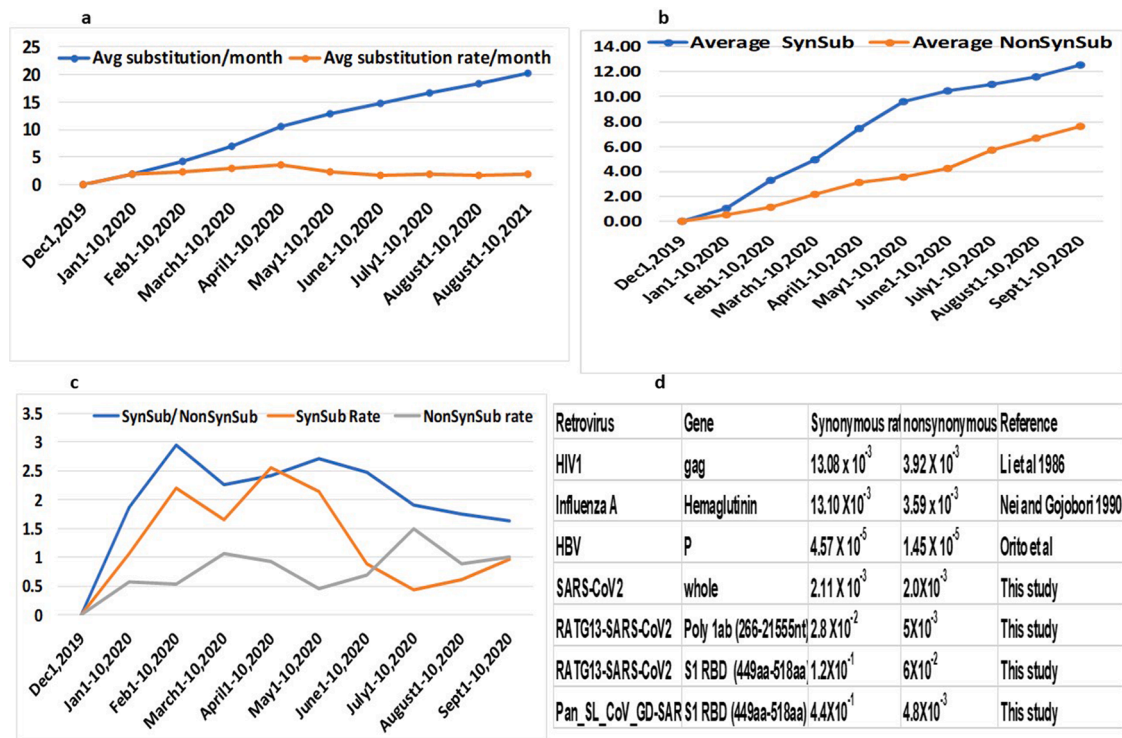 a
Avg substitution/month
Avg substitution rate/month
25
20
15
10
5
0
Dec1,2019
Jan1-10,2020
Feb1-10,2020
March1-10,2020
April1-10,2020
May1-10,2020
June1-10,2020
July1-10,2020
August1-10,2020
August1-10,2021
b
Average SynSub
Average NonSynSub
14.00
12.00
10.00
8.00
6.00
4.00
2.00
0.00
Dec1,2019
Jan1-10,2020
Feb1-10,2020
March1-10,2020
April1-10,2020
May1-10,2020
June1-10,2020
July1-10,2020
August1-10,2020
Sept1-10,2020
c
SynSub/NonSynSub
SynSub Rate
NonSynSub rate
3.5
3
2.5
2
1.5
1
0.5
0
Dec1,2019
Jan1-10,2020
Feb1-10,2020
March1-10,2020
April1-10,2020
May1-10,2020
June1-10,2020
July1-10,2020
August1-10,2020
Sept1-10,2020
d
Retrovirus Gene Synonymous rat nonsynonymous Reference
HIV1 gag 13.08 x 10⁻³ 3.92 X 10⁻³ Li et al 1986
Influenza A Hemaglutinin 13.10 X10⁻³ 3.59 x 10⁻³ Nei and Gojobori 1990
HBV P 4.57 X 10⁻⁵ 1.45 X 10⁻⁵ Orito et al
SARS-CoV2 whole 2.11 X 10⁻³ 2.0X10⁻³ This study
RATG13-SARS-CoV2 Poly 1ab (266-21555nt) 2.8 X10⁻² 5X10⁻³ This study
RATG13-SARS-CoV2 S1 RBD (449aa-518aa) 1.2X10⁻¹ 6X10⁻² This study
Pan_SL_CoV_GD-SAR S1 RBD (449aa-518aa) 4.4X10⁻¹ 4.8X10⁻³ This study